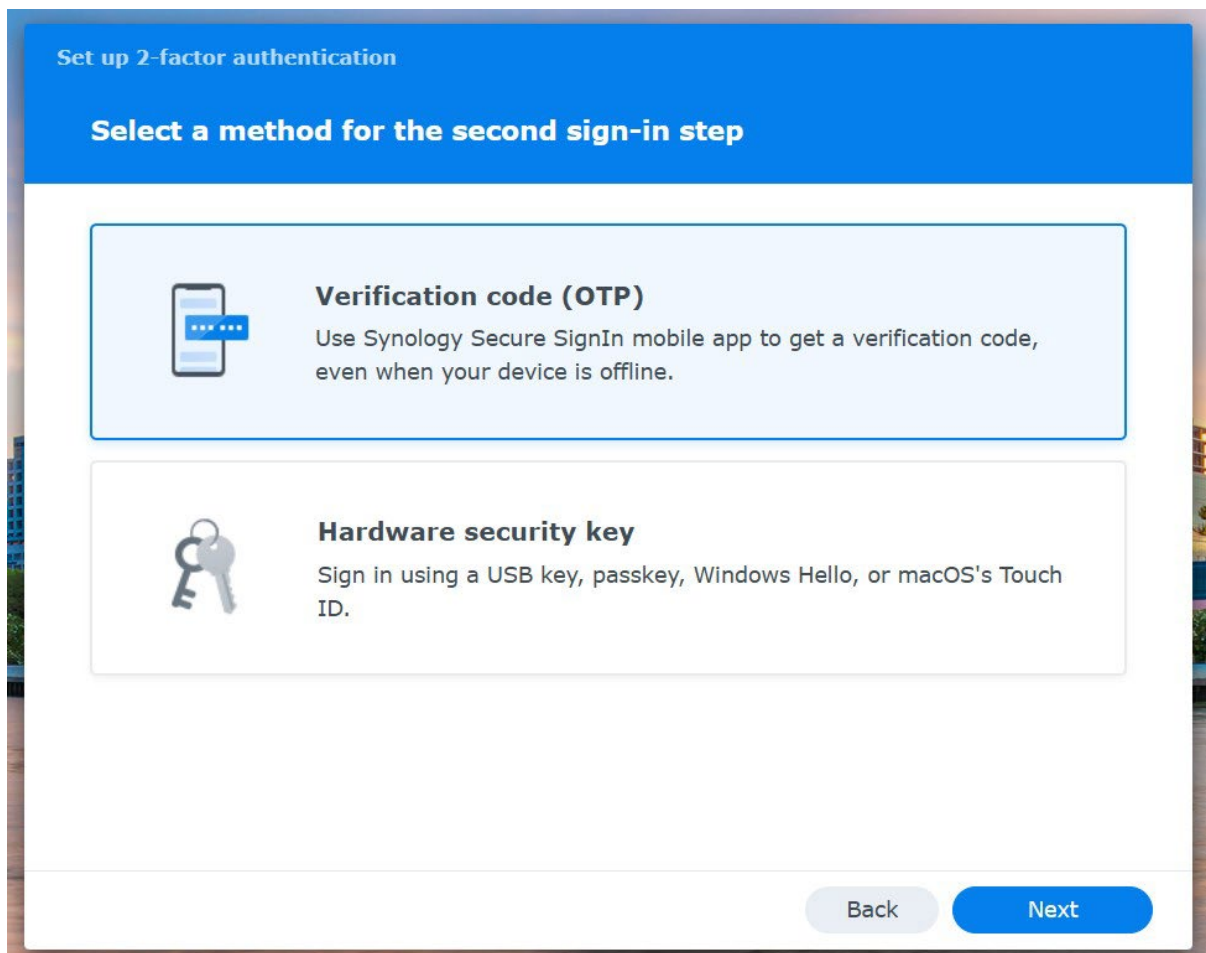 Set up 2-factor authentication
Select a method for the second sign-in step
Verification code (OTP)
Use Synology Secure SignIn mobile app to get a verification code,
even when your device is offline.
Hardware security key
Sign in using a USB key, passkey, Windows Hello, or macOS's Touch
ID.
Back
Next